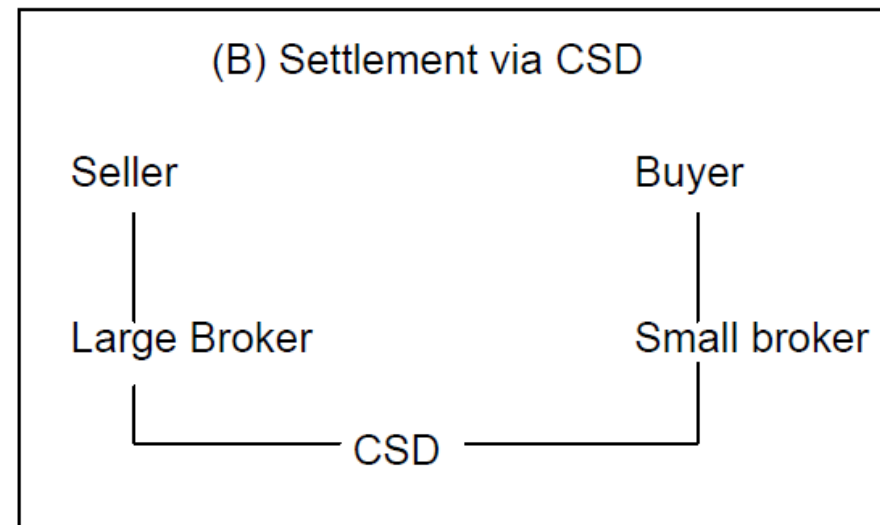 (B) Settlement via CSD
Seller Buyer
Large Broker Small broker
CSD